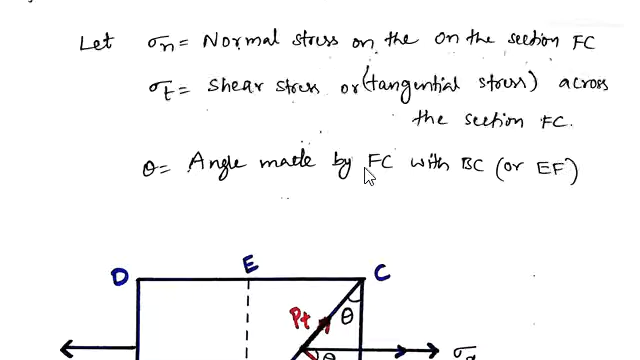 Let σn = Normal stress on the on the section FC
σt = Shear stress or (tangential stress) across
the section FC.
θ = Angle made by FC with BC (or EF)
D E C
Pt θ
θ